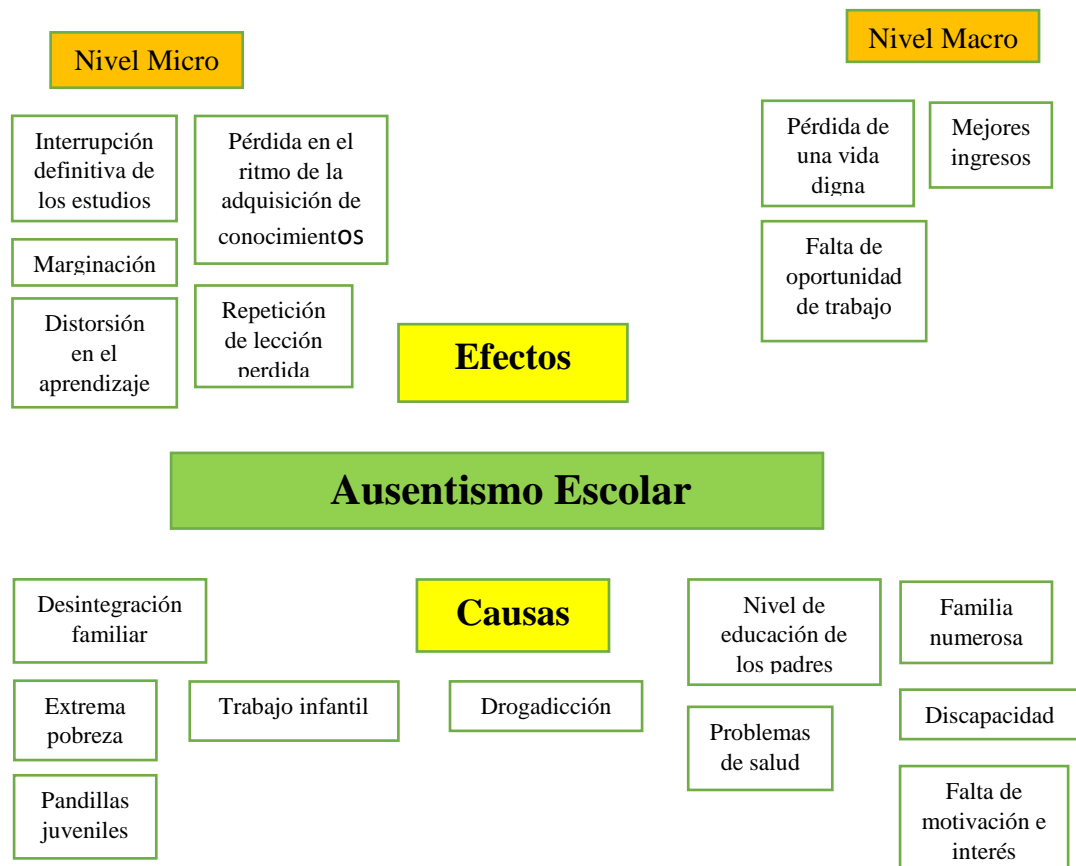 Nivel Micro
Nivel Macro
Interrupción
definitiva de
los estudios
Pérdida en el
ritmo de la
adquisición de
conocimientos
Marginación
Distorsión
en el
aprendizaje
Repetición
de lección
perdida
Pérdida de
una vida
digna
Mejores
ingresos
Falta de
oportunidad
de trabajo
Efectos
Ausentismo Escolar
Causas
Desintegración
familiar
Extrema
pobreza
Trabajo infantil
Drogadicción
Pandillas
juveniles
Nivel de
educación de
los padres
Familia
numerosa
Problemas
de salud
Discapacidad
Falta de
motivación e
interés